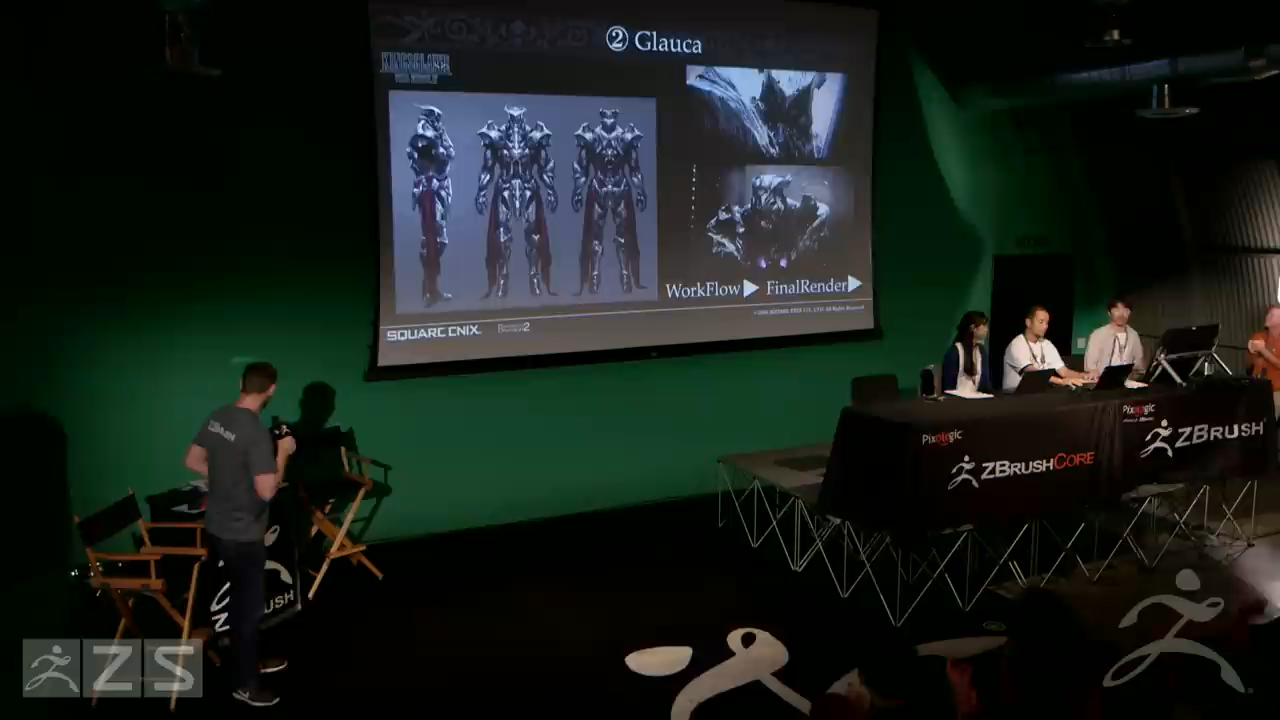 ② Glauca
KINGSGLAIVE
WorkFlow▶ FinalRender▶
SQUARE ENIX.
Pixologic
ZBRUSHCORE
Pixologic
ZBRUSH
ZBRUSH
USH
ZS